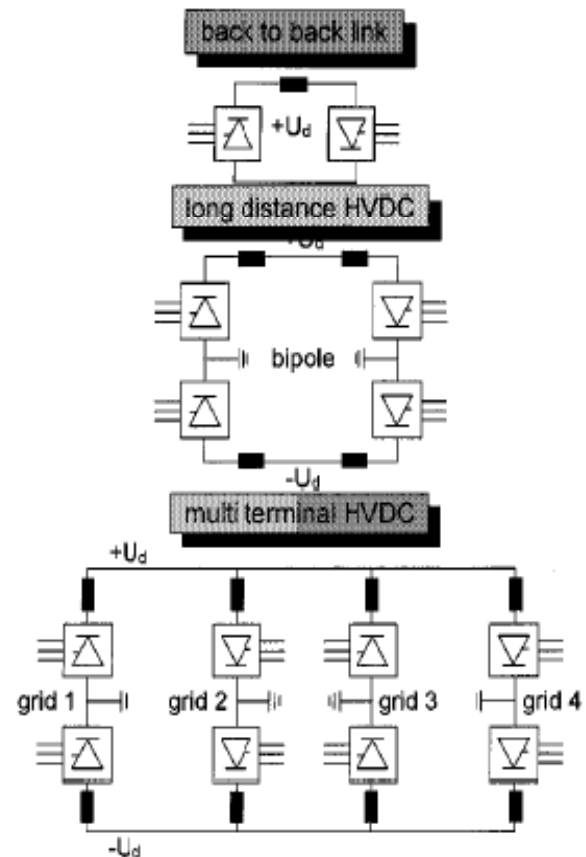 back to back link
+Ud
long distance HVDC
bipole
-Ud
multi terminal HVDC
+Ud
grid 1 grid 2 grid 3 grid 4
-Ud